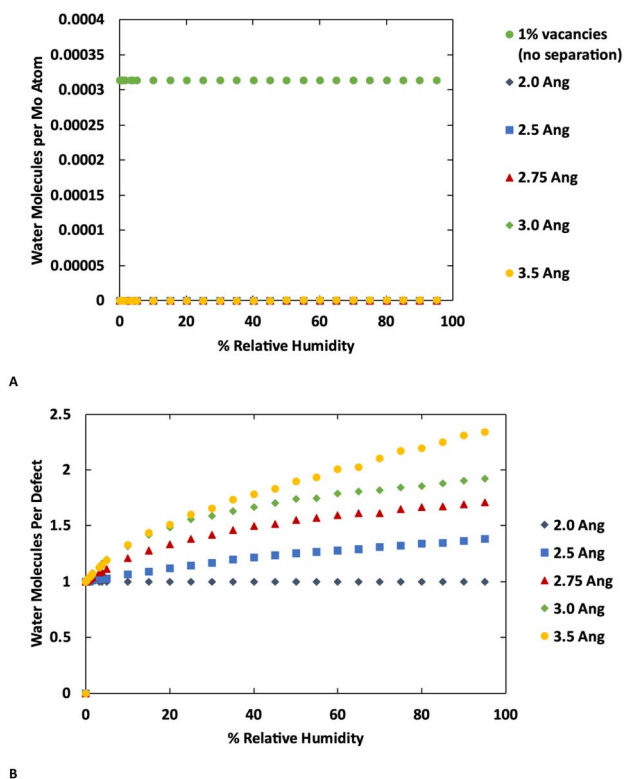 0.0004
0.00035
0.0003
0.00025
0.0002
0.00015
0.0001
0.00005
0
Water Molecules per Mo Atom
0 20 40 60 80 100
% Relative Humidity
1% vacancies
(no separation)
2.0 Ang
2.5 Ang
2.75 Ang
3.0 Ang
3.5 Ang
A
2.5
2
1.5
1
0.5
0
Water Molecules Per Defect
0 20 40 60 80 100
% Relative Humidity
2.0 Ang
2.5 Ang
2.75 Ang
3.0 Ang
3.5 Ang
B